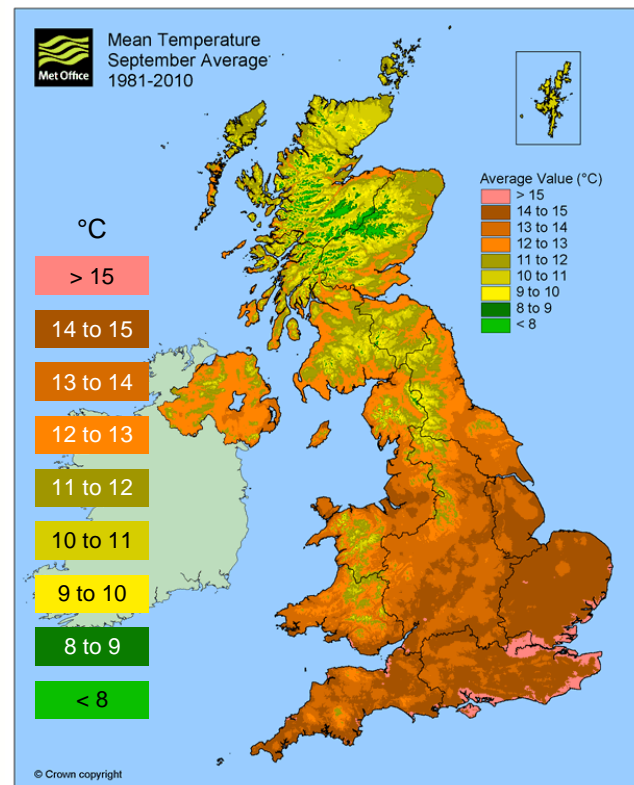 Met Office
Mean Temperature
September Average
1981-2010
Average Value (°C)
> 15
14 to 15
13 to 14
12 to 13
11 to 12
10 to 11
9 to 10
8 to 9
< 8
°C
> 15
14 to 15
13 to 14
12 to 13
11 to 12
10 to 11
9 to 10
8 to 9
< 8
© Crown copyright